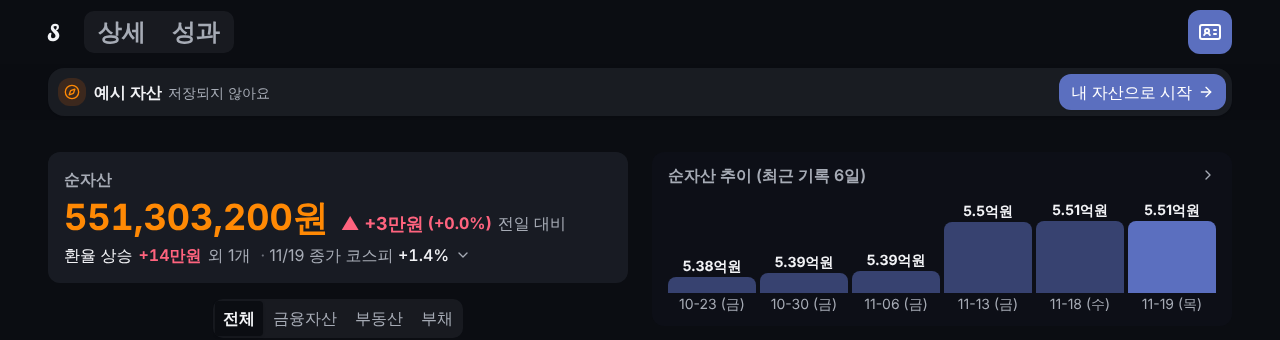 S
상세 성과
예시 자산 저장되지 않아요
내 자산으로 시작 →
순자산
551,303,200원 ▲ +3만원 (+0.0%) 전일 대비
환율 상승 +14만원 외 1개 · 11/19 종가 코스피 +1.4%
전체 금융자산 부동산 부채
순자산 추이 (최근 기록 6일)
5.38억원 5.39억원 5.39억원 5.5억원 5.51억원 5.51억원
10-23 (금) 10-30 (금) 11-06 (금) 11-13 (금) 11-18 (수) 11-19 (목)